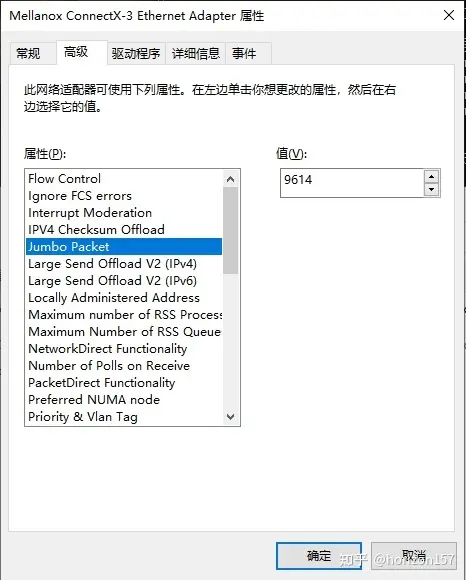 Mellanox ConnectX-3 Ethernet Adapter 属性
常规
高级
驱动程序
详细信息
事件
此网络适配器可使用下列属性。在左边单击你想更改的属性，然后在右
边选择它的值。
属性(P):
值(V):
Flow Control
Ignore FCS errors
Interrupt Moderation
IPV4 Checksum Offload
Jumbo Packet
Large Send Offload V2 (IPv4)
Large Send Offload V2 (IPv6)
Locally Administered Address
Maximum number of RSS Process
Maximum Number of RSS Queue
NetworkDirect Functionality
Number of Polls on Receive
PacketDirect Functionality
Preferred NUMA node
Priority & Vlan Tag
9614
确定
取消
知乎 @horizon157